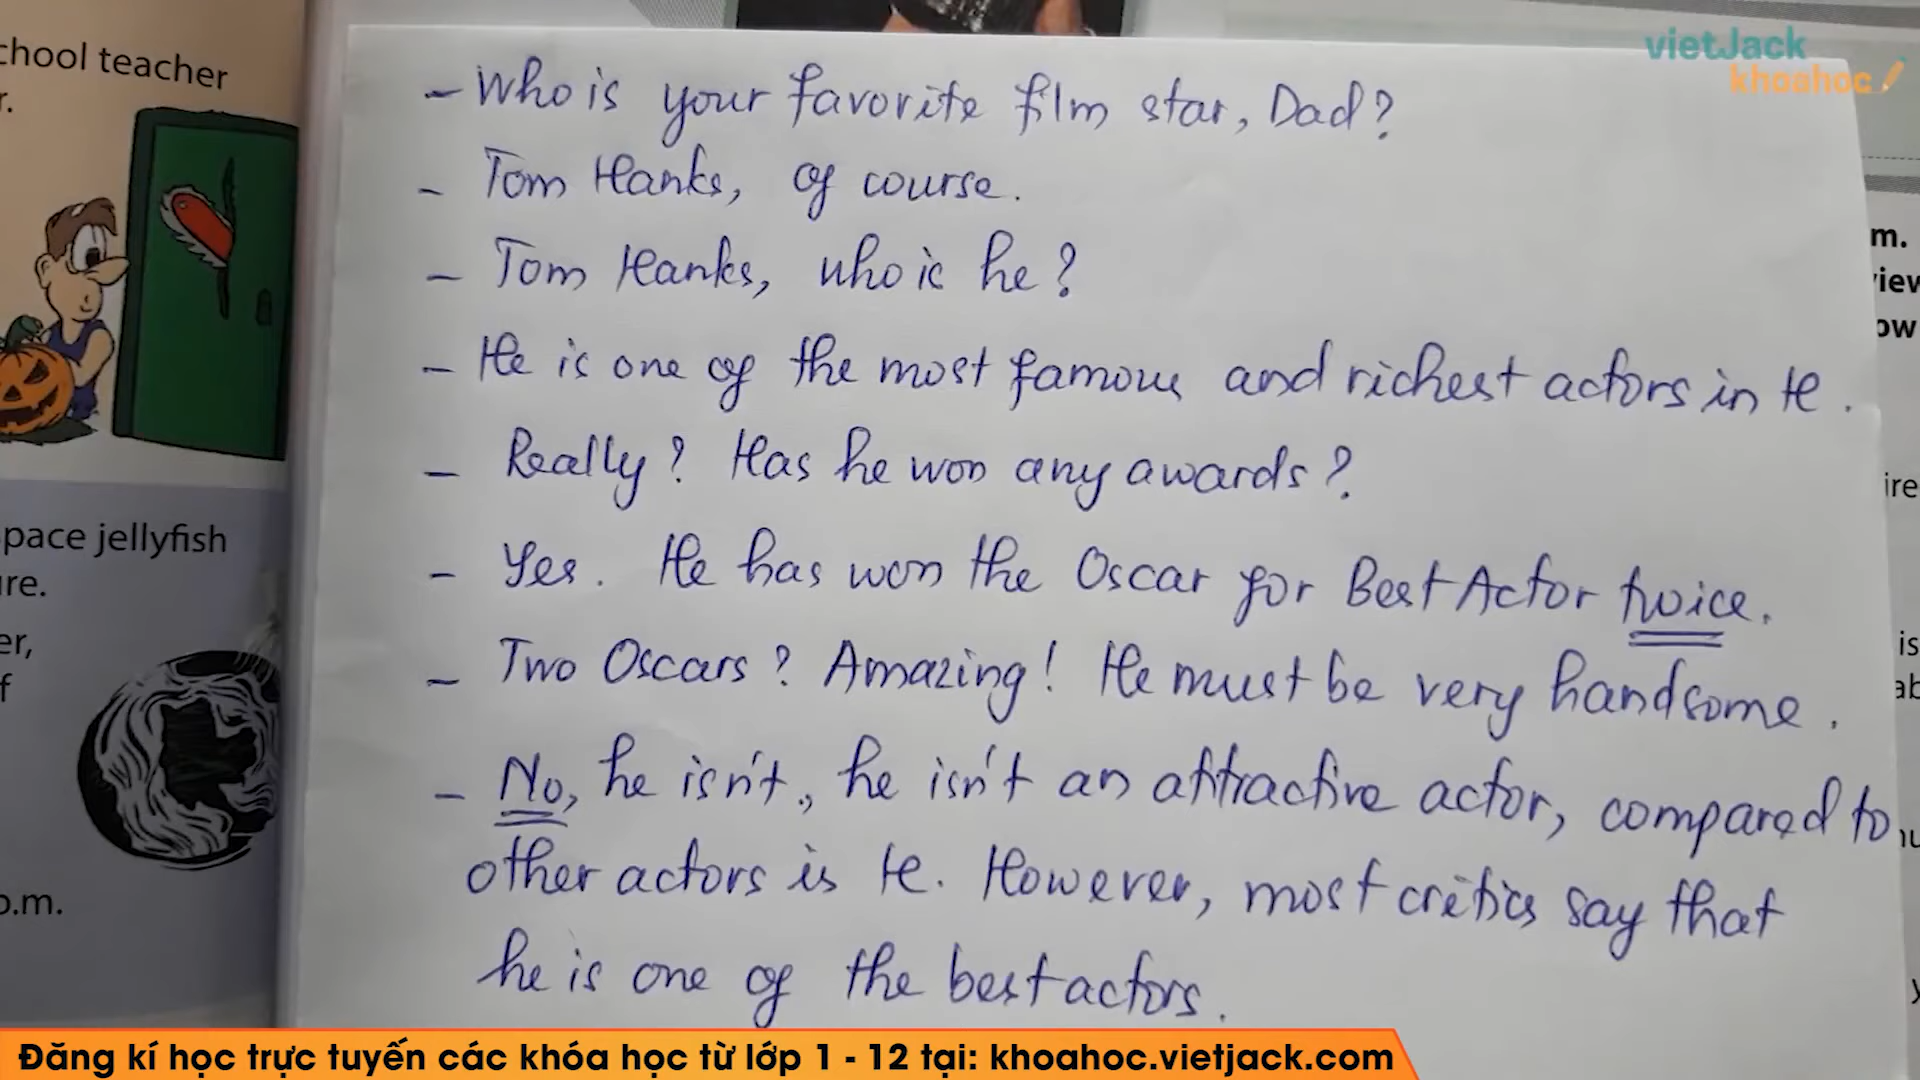 chool teacher
r.
pace jellyfish
ire.
er,
f
p.m.
vietJack
khoahoc
- Who is your favorite film star, Dad?
- Tom Hanks, of course.
- Tom Hanks, who is he?
- He is one of the most famous and richest actors in H.
- Really? Has he won any awards?
- Yes. He has won the Oscar for Best Actor twice.
- Two Oscars? Amazing! He must be very handsome.
- No, he isn't., he isn't an attractive actor, compared to
other actors is H. However, most critics say that
he is one of the best actors.
m.
iew
ow
ire
is
ab
Đăng kí học trực tuyến các khóa học từ lớp 1 - 12 tại: khoahoc.vietjack.com